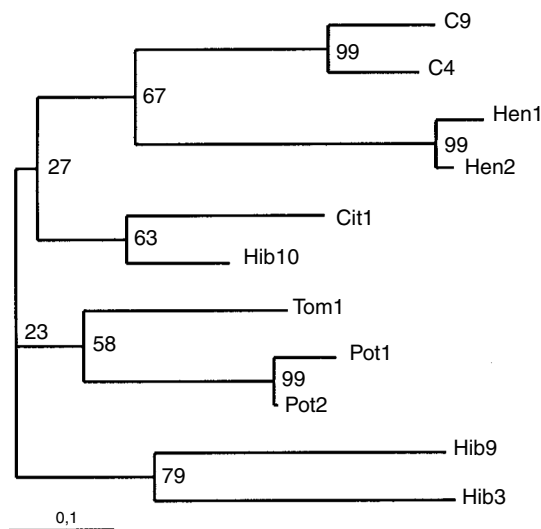 C9
99
C4
67
Hen1
99
Hen2
27
Cit1
63
Hib10
Tom1
23
58
Pot1
99
Pot2
Hib9
79
Hib3
0,1